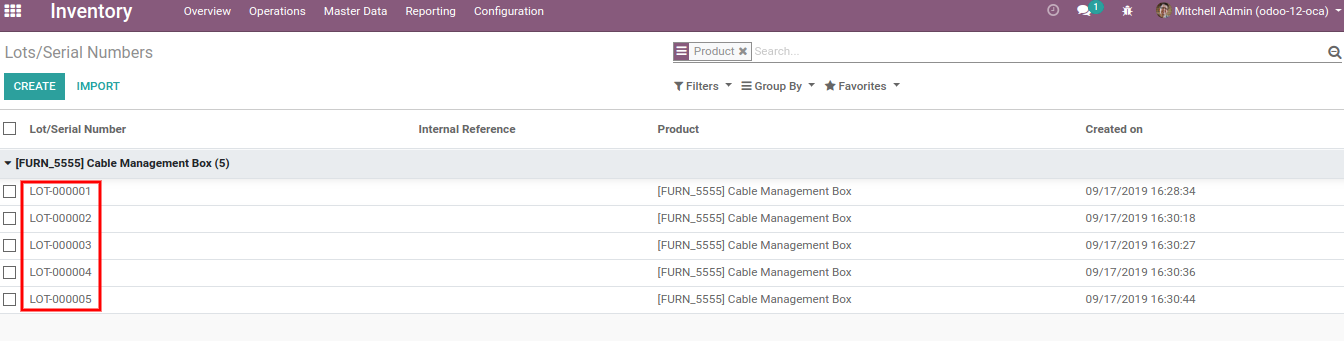 Inventory Overview Operations Master Data Reporting Configuration 1 Mitchell Admin (odoo-12-oca)
Lots/Serial Numbers Product Search...
CREATE IMPORT Filters Group By Favorites
Lot/Serial Number Internal Reference Product Created on
[FURN_5555] Cable Management Box (5)
LOT-000001 [FURN_5555] Cable Management Box 09/17/2019 16:28:34
LOT-000002 [FURN_5555] Cable Management Box 09/17/2019 16:30:18
LOT-000003 [FURN_5555] Cable Management Box 09/17/2019 16:30:27
LOT-000004 [FURN_5555] Cable Management Box 09/17/2019 16:30:36
LOT-000005 [FURN_5555] Cable Management Box 09/17/2019 16:30:44